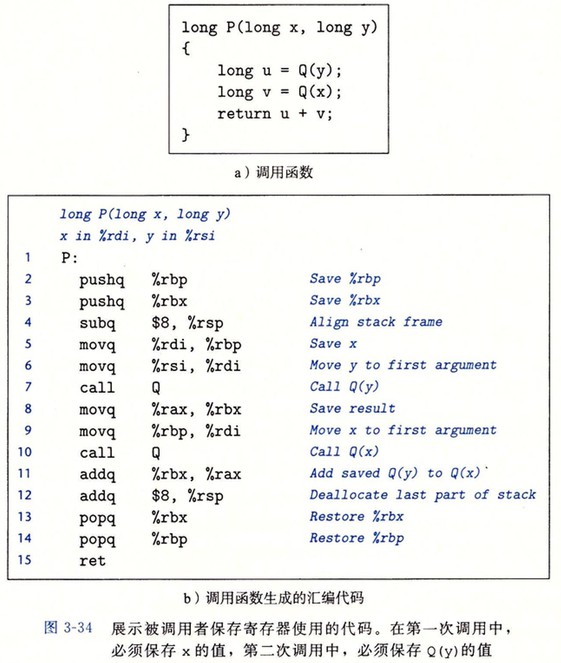 long P(long x, long y)
{
    long u = Q(y);
    long v = Q(x);
    return u + v;
}
a）调用函数
long P(long x, long y)
x in %rdi, y in %rsi
1 P:
2 pushq %rbp Save %rbp
3 pushq %rbx Save %rbx
4 subq $8, %rsp Align stack frame
5 movq %rdi, %rbp Save x
6 movq %rsi, %rdi Move y to first argument
7 call Q Call Q(y)
8 movq %rax, %rbx Save result
9 movq %rbp, %rdi Move x to first argument
10 call Q Call Q(x)
11 addq %rbx, %rax Add saved Q(y) to Q(x)
12 addq $8, %rsp Deallocate last part of stack
13 popq %rbx Restore %rbx
14 popq %rbp Restore %rbp
15 ret
b）调用函数生成的汇编代码
图 3-34 展示被调用者保存寄存器使用的代码。在第一次调用中，
必须保存 x 的值，第二次调用中，必须保存 Q(y)的值